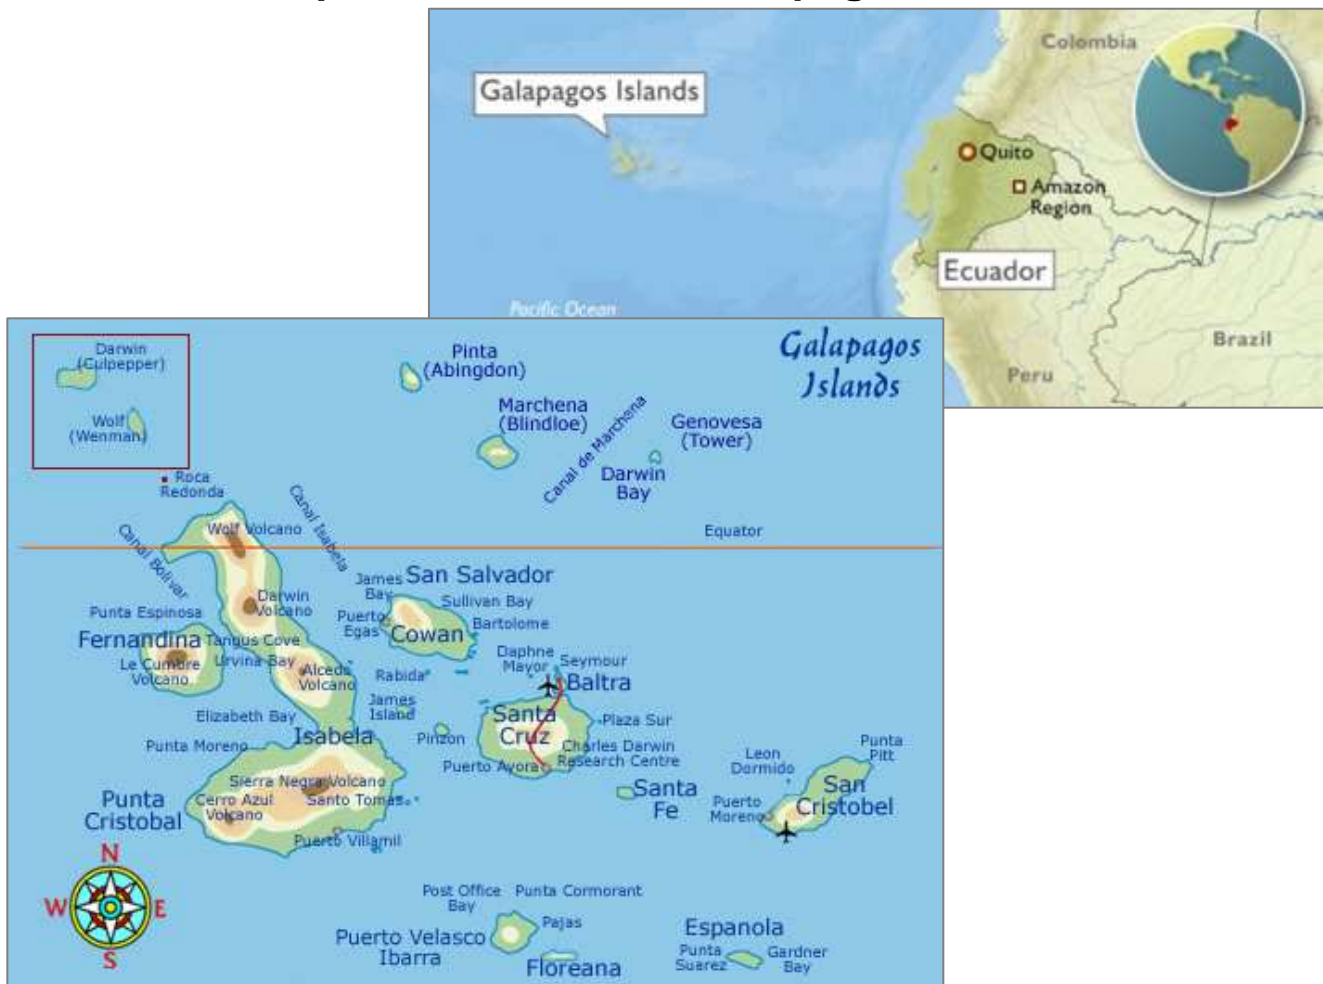 Colombia
Galapagos Islands
Quito
Amazon
Region
Ecuador
Pacific Ocean
Brazil
Peru
Galapagos
Islands
Darwin
(Culpepper)
Wolf
(Wenman)
Pinta
(Abingdon)
Marchena
(Blindloe)
Canal de Marchena
Genovesa
(Tower)
Darwin
Bay
Roca
Redonda
Canal Isabela
Wolf Volcano
Equator
Canal Bolivar
James
Bay
San Salvador
Sullivan Bay
Darwin
Volcano
Punta Espinosa
Puerto
Egas
Cowan
Bartolome
Fernandina
Tangus Cove
Le Cumbre
Volcano
Urvina Bay
Alcedo
Volcano
Rabida
Daphne
Mayor
Seymour
Baltra
James
Island
Elizabeth Bay
Isabela
Pinzon
Santa
Cruz
Plaza Sur
Charles Darwin
Research Centre
Puerto Ayora
Punta Moreno
Sierra Negra Volcano
Cerro Azul
Volcano
Santo Tomas
Punta
Cristobal
Puerto Villamil
Santa
Fe
Leon
Dormido
Punta
Pitt
San
Cristobel
Puerto
Moreno
N
W
E
S
Post Office
Bay
Punta Cormorant
Pajas
Puerto Velasco
Ibarra
Floreana
Espanola
Punta
Suarez
Gardner
Bay